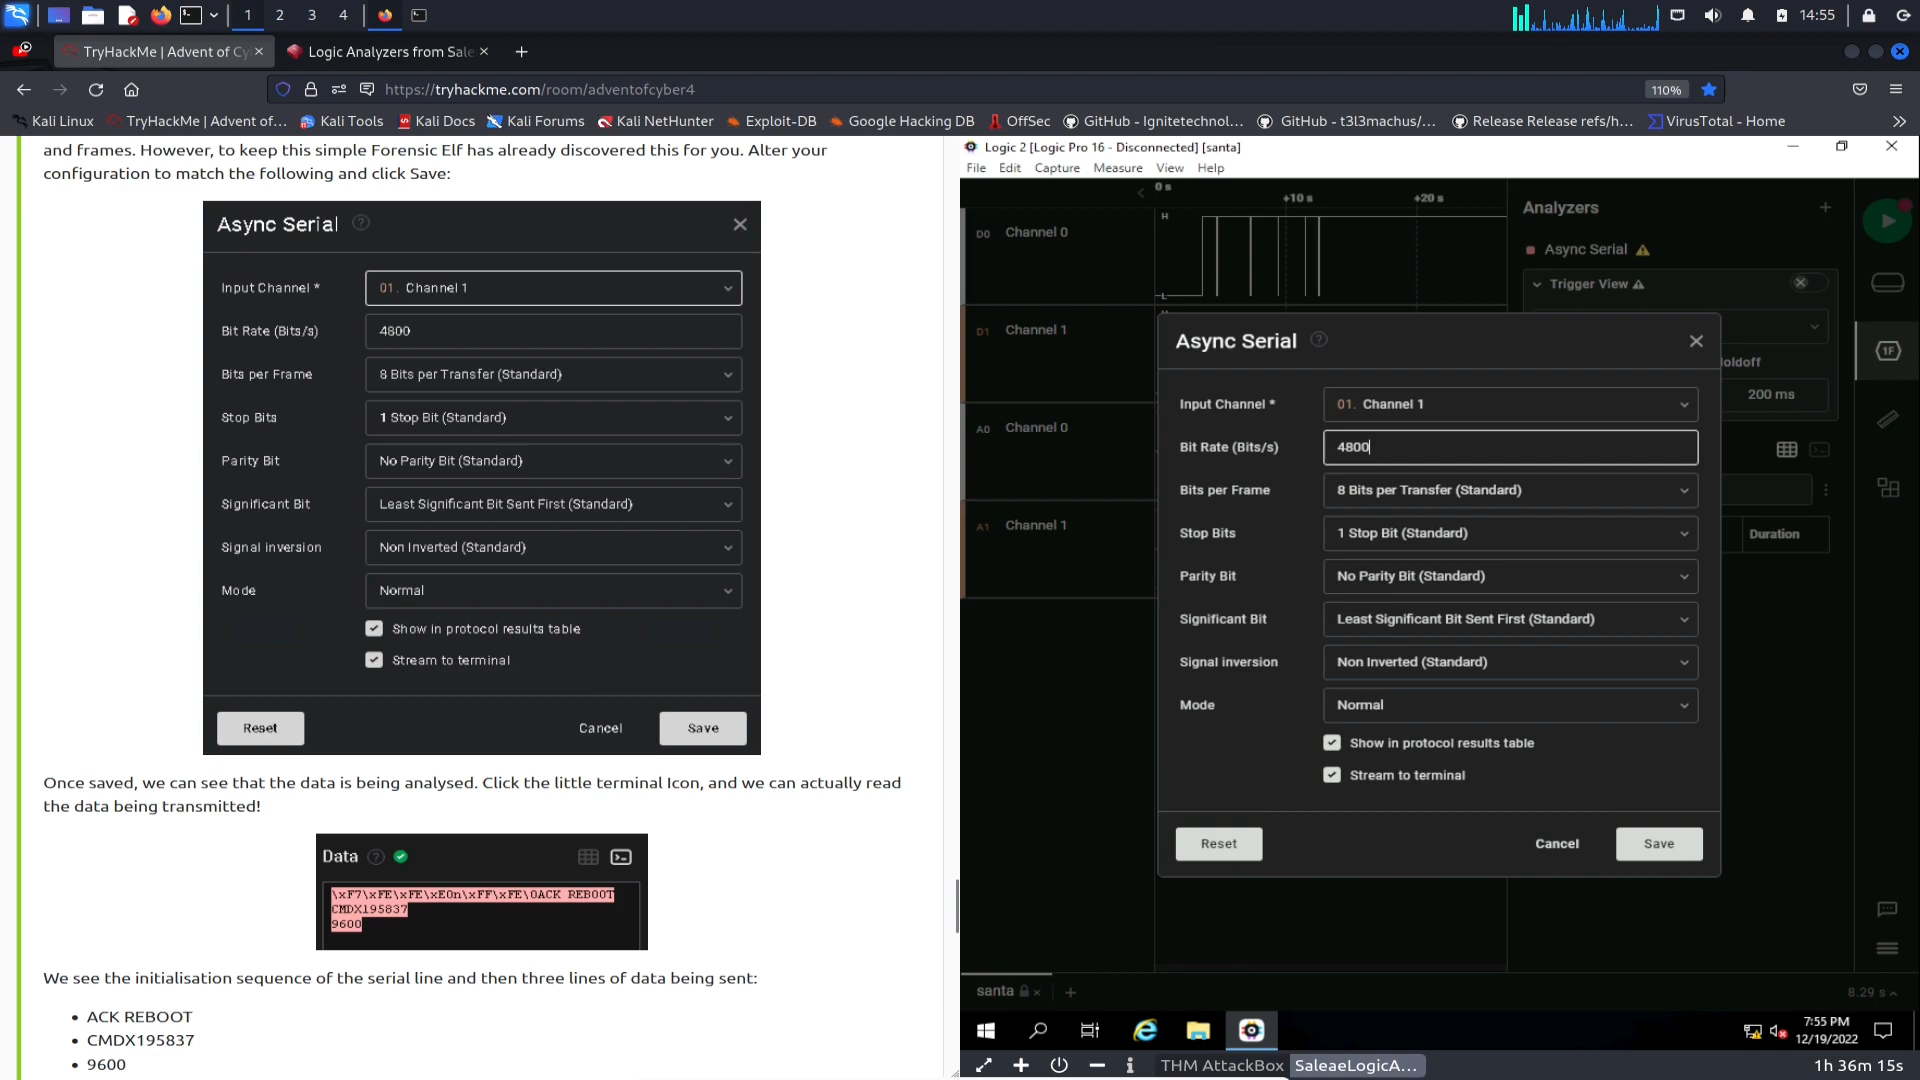 1 2 3 4 14:55
TryHackMe | Advent of Cy
Logic Analyzers from Sale
https://tryhackme.com/room/adventofcyber4
110%
Kali Linux
TryHackMe | Advent of...
Kali Tools
Kali Docs
Kali Forums
Kali NetHunter
Exploit-DB
Google Hacking DB
OffSec
GitHub - Ignitetechnol...
GitHub - t3l3machus/...
Release Release refs/h...
VirusTotal - Home
and frames. However, to keep this simple Forensic Elf has already discovered this for you. Alter your
configuration to match the following and click Save:
Async Serial
Input Channel * 01. Channel 1
Bit Rate (Bits/s) 4800
Bits per Frame 8 Bits per Transfer (Standard)
Stop Bits 1 Stop Bit (Standard)
Parity Bit No Parity Bit (Standard)
Significant Bit Least Significant Bit Sent First (Standard)
Signal inversion Non Inverted (Standard)
Mode Normal
Show in protocol results table
Stream to terminal
Reset Cancel Save
Once saved, we can see that the data is being analysed. Click the little terminal Icon, and we can actually read
the data being transmitted!
Data
\xF7\xFE\xFE\xE0n\xFF\xFE\0ACK REBOOT
CMDX195837
9600
We see the initialisation sequence of the serial line and then three lines of data being sent:
• ACK REBOOT
• CMDX195837
• 9600
Logic 2 [Logic Pro 16 - Disconnected] [santa]
File Edit Capture Measure View Help
0 s +10 s +20 s
D0 Channel 0
H
L
D1 Channel 1
A0 Channel 0
A1 Channel 1
Analyzers
Async Serial
Trigger View
oldoff
200 ms
1F
Duration
Async Serial
Input Channel * 01. Channel 1
Bit Rate (Bits/s) 4800
Bits per Frame 8 Bits per Transfer (Standard)
Stop Bits 1 Stop Bit (Standard)
Parity Bit No Parity Bit (Standard)
Significant Bit Least Significant Bit Sent First (Standard)
Signal inversion Non Inverted (Standard)
Mode Normal
Show in protocol results table
Stream to terminal
Reset Cancel Save
santa
8.29 s
7:55 PM
12/19/2022
THM AttackBox SaleaeLogicA... 1h 36m 15s